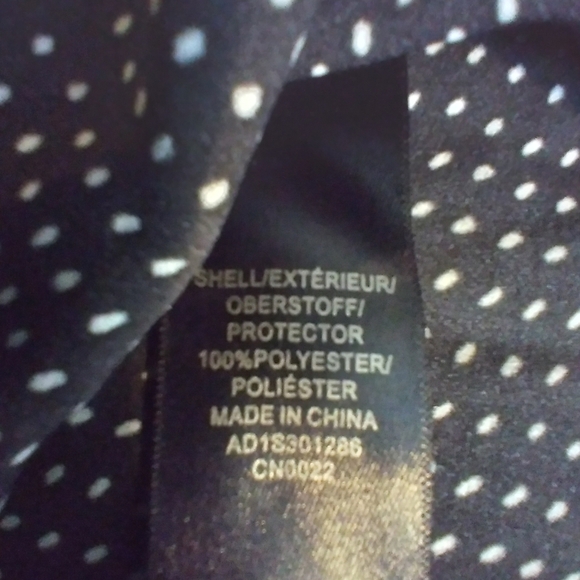 SHELL/EXTÉRIEUR/
OBERSTOFF/
PROTECTOR
100%POLYESTER/
POLIÉSTER
MADE IN CHINA
AD1S301286
CN0022